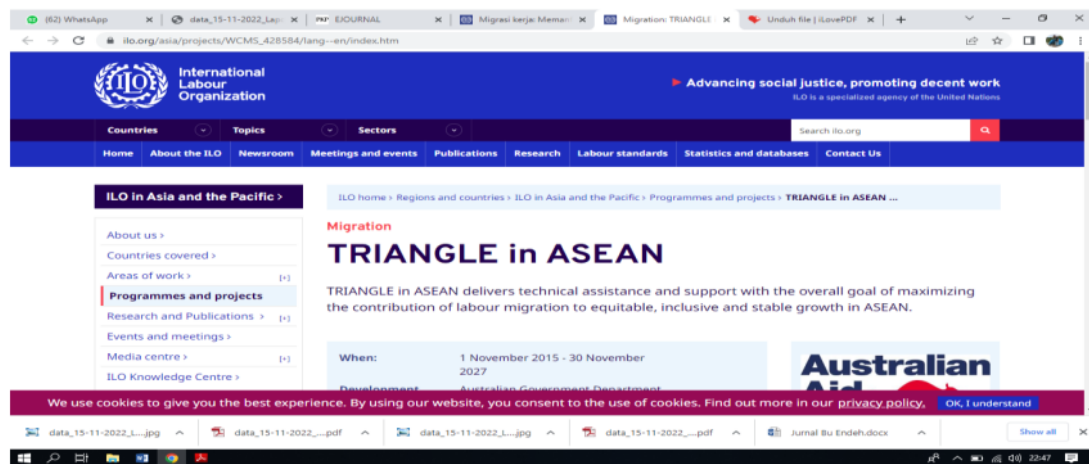 (62) WhatsApp
data_15-11-2022_Lap
EJOURNAL
Migrasi kerja: Meman
Migration: TRIANGLE
Unduh file | iLovePDF
ilo.org/asia/projects/WCMS_428584/lang--en/index.htm
International
Labour
Organization
Advancing social justice, promoting decent work
ILO is a specialized agency of the United Nations
Countries
Topics
Sectors
Search ilo.org
Home About the ILO Newsroom Meetings and events Publications Research Labour standards Statistics and databases Contact Us
ILO in Asia and the Pacific >
ILO home > Regions and countries > ILO in Asia and the Pacific > Programmes and projects > TRIANGLE in ASEAN ...
About us >
Countries covered >
Areas of work > [+]
Programmes and projects
Research and Publications > [+]
Events and meetings >
Media centre > [+]
ILO Knowledge Centre >
Migration
TRIANGLE in ASEAN
TRIANGLE in ASEAN delivers technical assistance and support with the overall goal of maximizing
the contribution of labour migration to equitable, inclusive and stable growth in ASEAN.
When: 1 November 2015 - 30 November
2027
Development Australian Government Department
Australian
Aid
We use cookies to give you the best experience. By using our website, you consent to the use of cookies. Find out more in our privacy policy. OK, I understand
data_15-11-2022_L....jpg
data_15-11-2022_....pdf
data_15-11-2022_L....jpg
data_15-11-2022_....pdf
Jurnal Bu Endeh.docx
Show all
22:47